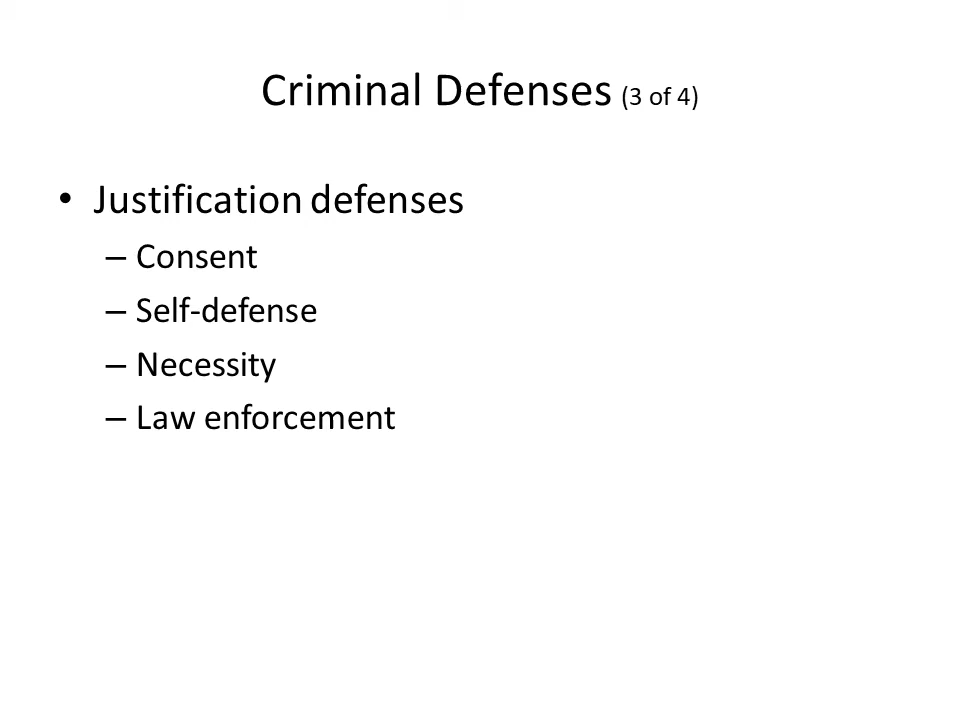 Criminal Defenses (3 of 4)
• Justification defenses
– Consent
– Self-defense
– Necessity
– Law enforcement